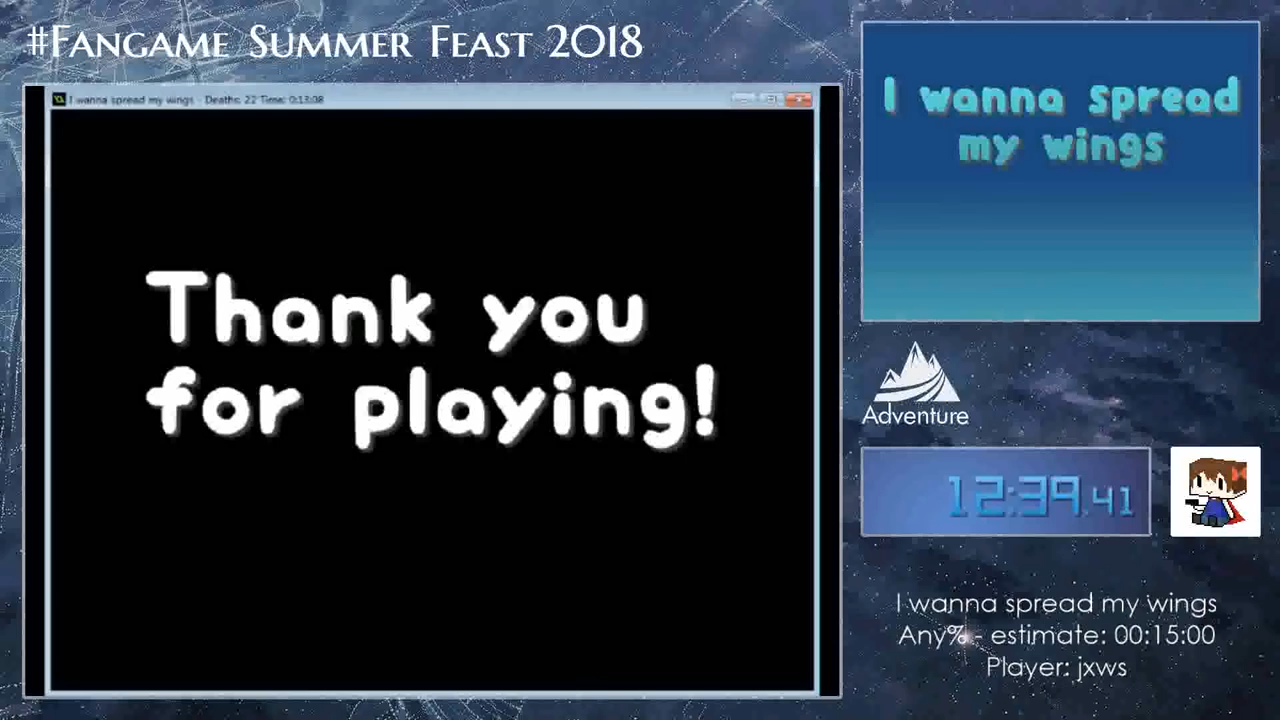 #Fangame Summer Feast 2018
I wanna spread my wings - Deaths: 22 Time: 0:13:08
Thank you
for playing!
I wanna spread
my wings
Adventure
12:39.41
I wanna spread my wings
Any% - estimate: 00:15:00
Player: jxws